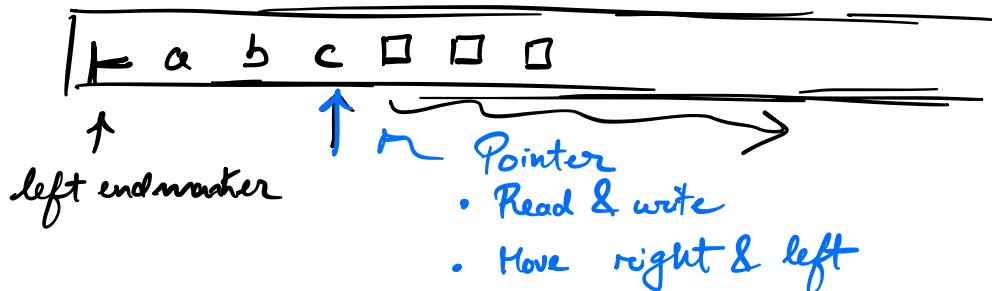 ⊢ a b c □ □ □
left endmarker
Pointer
• Read & write
• Move right & left